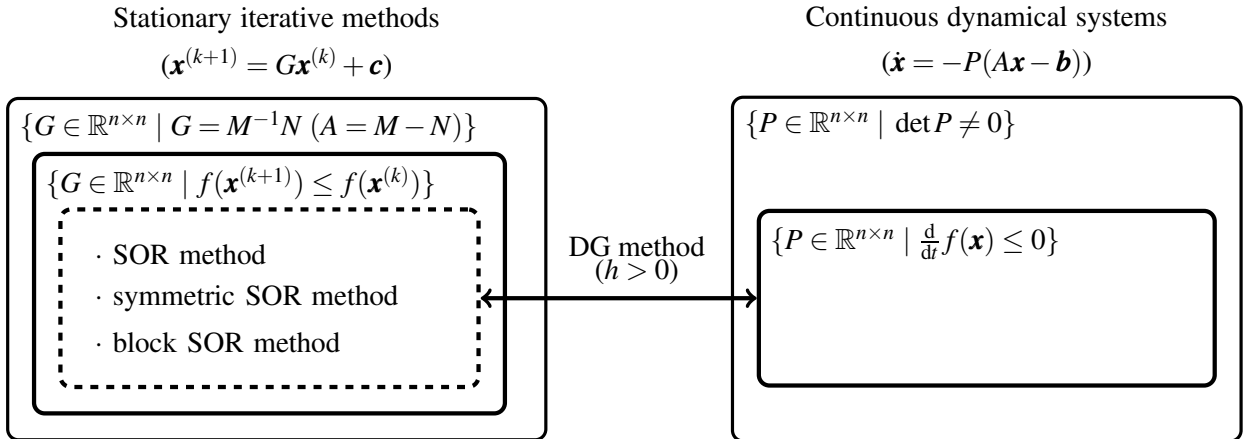 Stationary iterative methods
(𝒙^{(k+1)} = G𝒙^{(k)} + 𝒄)
{G ∈ ℝ^{n×n} | G = M^{-1}N (A = M − N)}
{G ∈ ℝ^{n×n} | f(𝒙^{(k+1)}) ≤ f(𝒙^{(k)})}
· SOR method
· symmetric SOR method
· block SOR method
DG method
(h > 0)
Continuous dynamical systems
(𝒙̇ = −P(A𝒙 − 𝒃))
{P ∈ ℝ^{n×n} | det P ≠ 0}
{P ∈ ℝ^{n×n} | d/dt f(𝒙) ≤ 0}